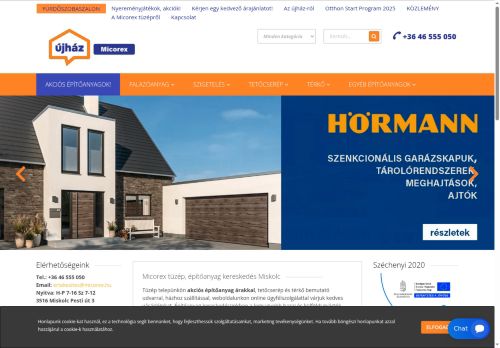 FÜRDŐSZOBASZALON
Nyereményjátékok, akciók!
Kérjen egy kedvező árajánlatot!
Az újház-ról
Otthon Start Program 2025
KÖZLEMÉNY
A Micorex tüzépről
Kapcsolat
újház
Micorex
Minden kategória
Keresés...
+36 46 555 050
AKCIÓS ÉPÍTŐANYAGOK!
FALAZÓANYAG
SZIGETELÉS
TETŐCSERÉP
TÉRKŐ
EGYÉB ÉPÍTŐANYAGOK
HÖRMANN
SZENKCIONÁLIS GARÁZSKAPUK,
TÁROLÓRENDSZEREK
MEGHAJTÁSOK,
AJTÓK
részletek
Elérhetőségeink
Tel.: +36 46 555 050
Email:
Nyitva: H-P 7-16 Sz 7-12
3516 Miskolc Pesti út 3
Micorex tüzép, építőanyag kereskedés Miskolc
Tüzép telepünkön akciós építőanyag árakkal, tetőcserép és térkő bemutató
udvarral, házhoz szállítással, weboldalunkon online ügyfélszolgálattal várjuk kedves
Széchenyi 2020
Honlapunk cookie-kat használ, ez a technológia segít bennünket, hogy fejleszthessük szolgáltatásainkat, marketing tevékenységünket. Ha tovább böngészi honlapunkat azzal
hozzájárul a cookie-k használatához.
ELFOGAD
Chat